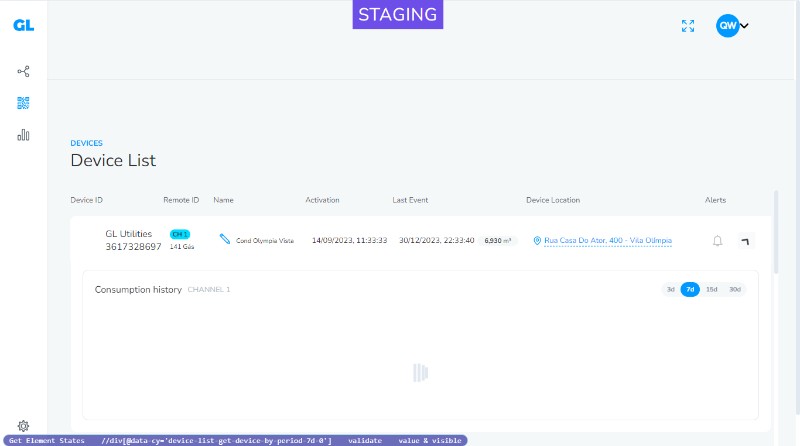 STAGING
GL
QW
DEVICES
Device List
Device ID Remote ID Name Activation Last Event Device Location Alerts
GL Utilities
3617328697
CH 1
141 Gás
Cond Olympia Vista
14/09/2023, 11:33:33
30/12/2023, 22:33:40
6,930 m³
Rua Casa Do Ator, 400 - Vila Olímpia
Consumption history CHANNEL 1
3d 7d 15d 30d
Get Element States //div[@data-cy='device-list-get-device-by-period-7d-0'] validate value & visible